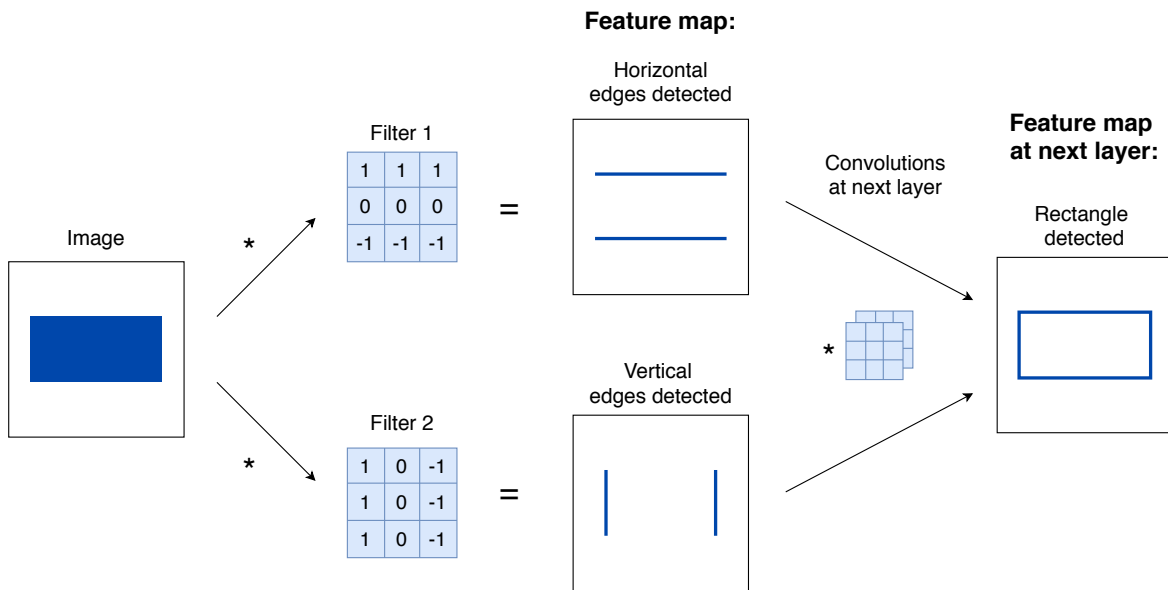 Feature map:
Horizontal
edges detected
Feature map
at next layer:
Filter 1
1 1 1
0 0 0
-1 -1 -1
=
Convolutions
at next layer
Rectangle
detected
Image
*
*
Vertical
edges detected
*
Filter 2
1 0 -1
1 0 -1
1 0 -1
=